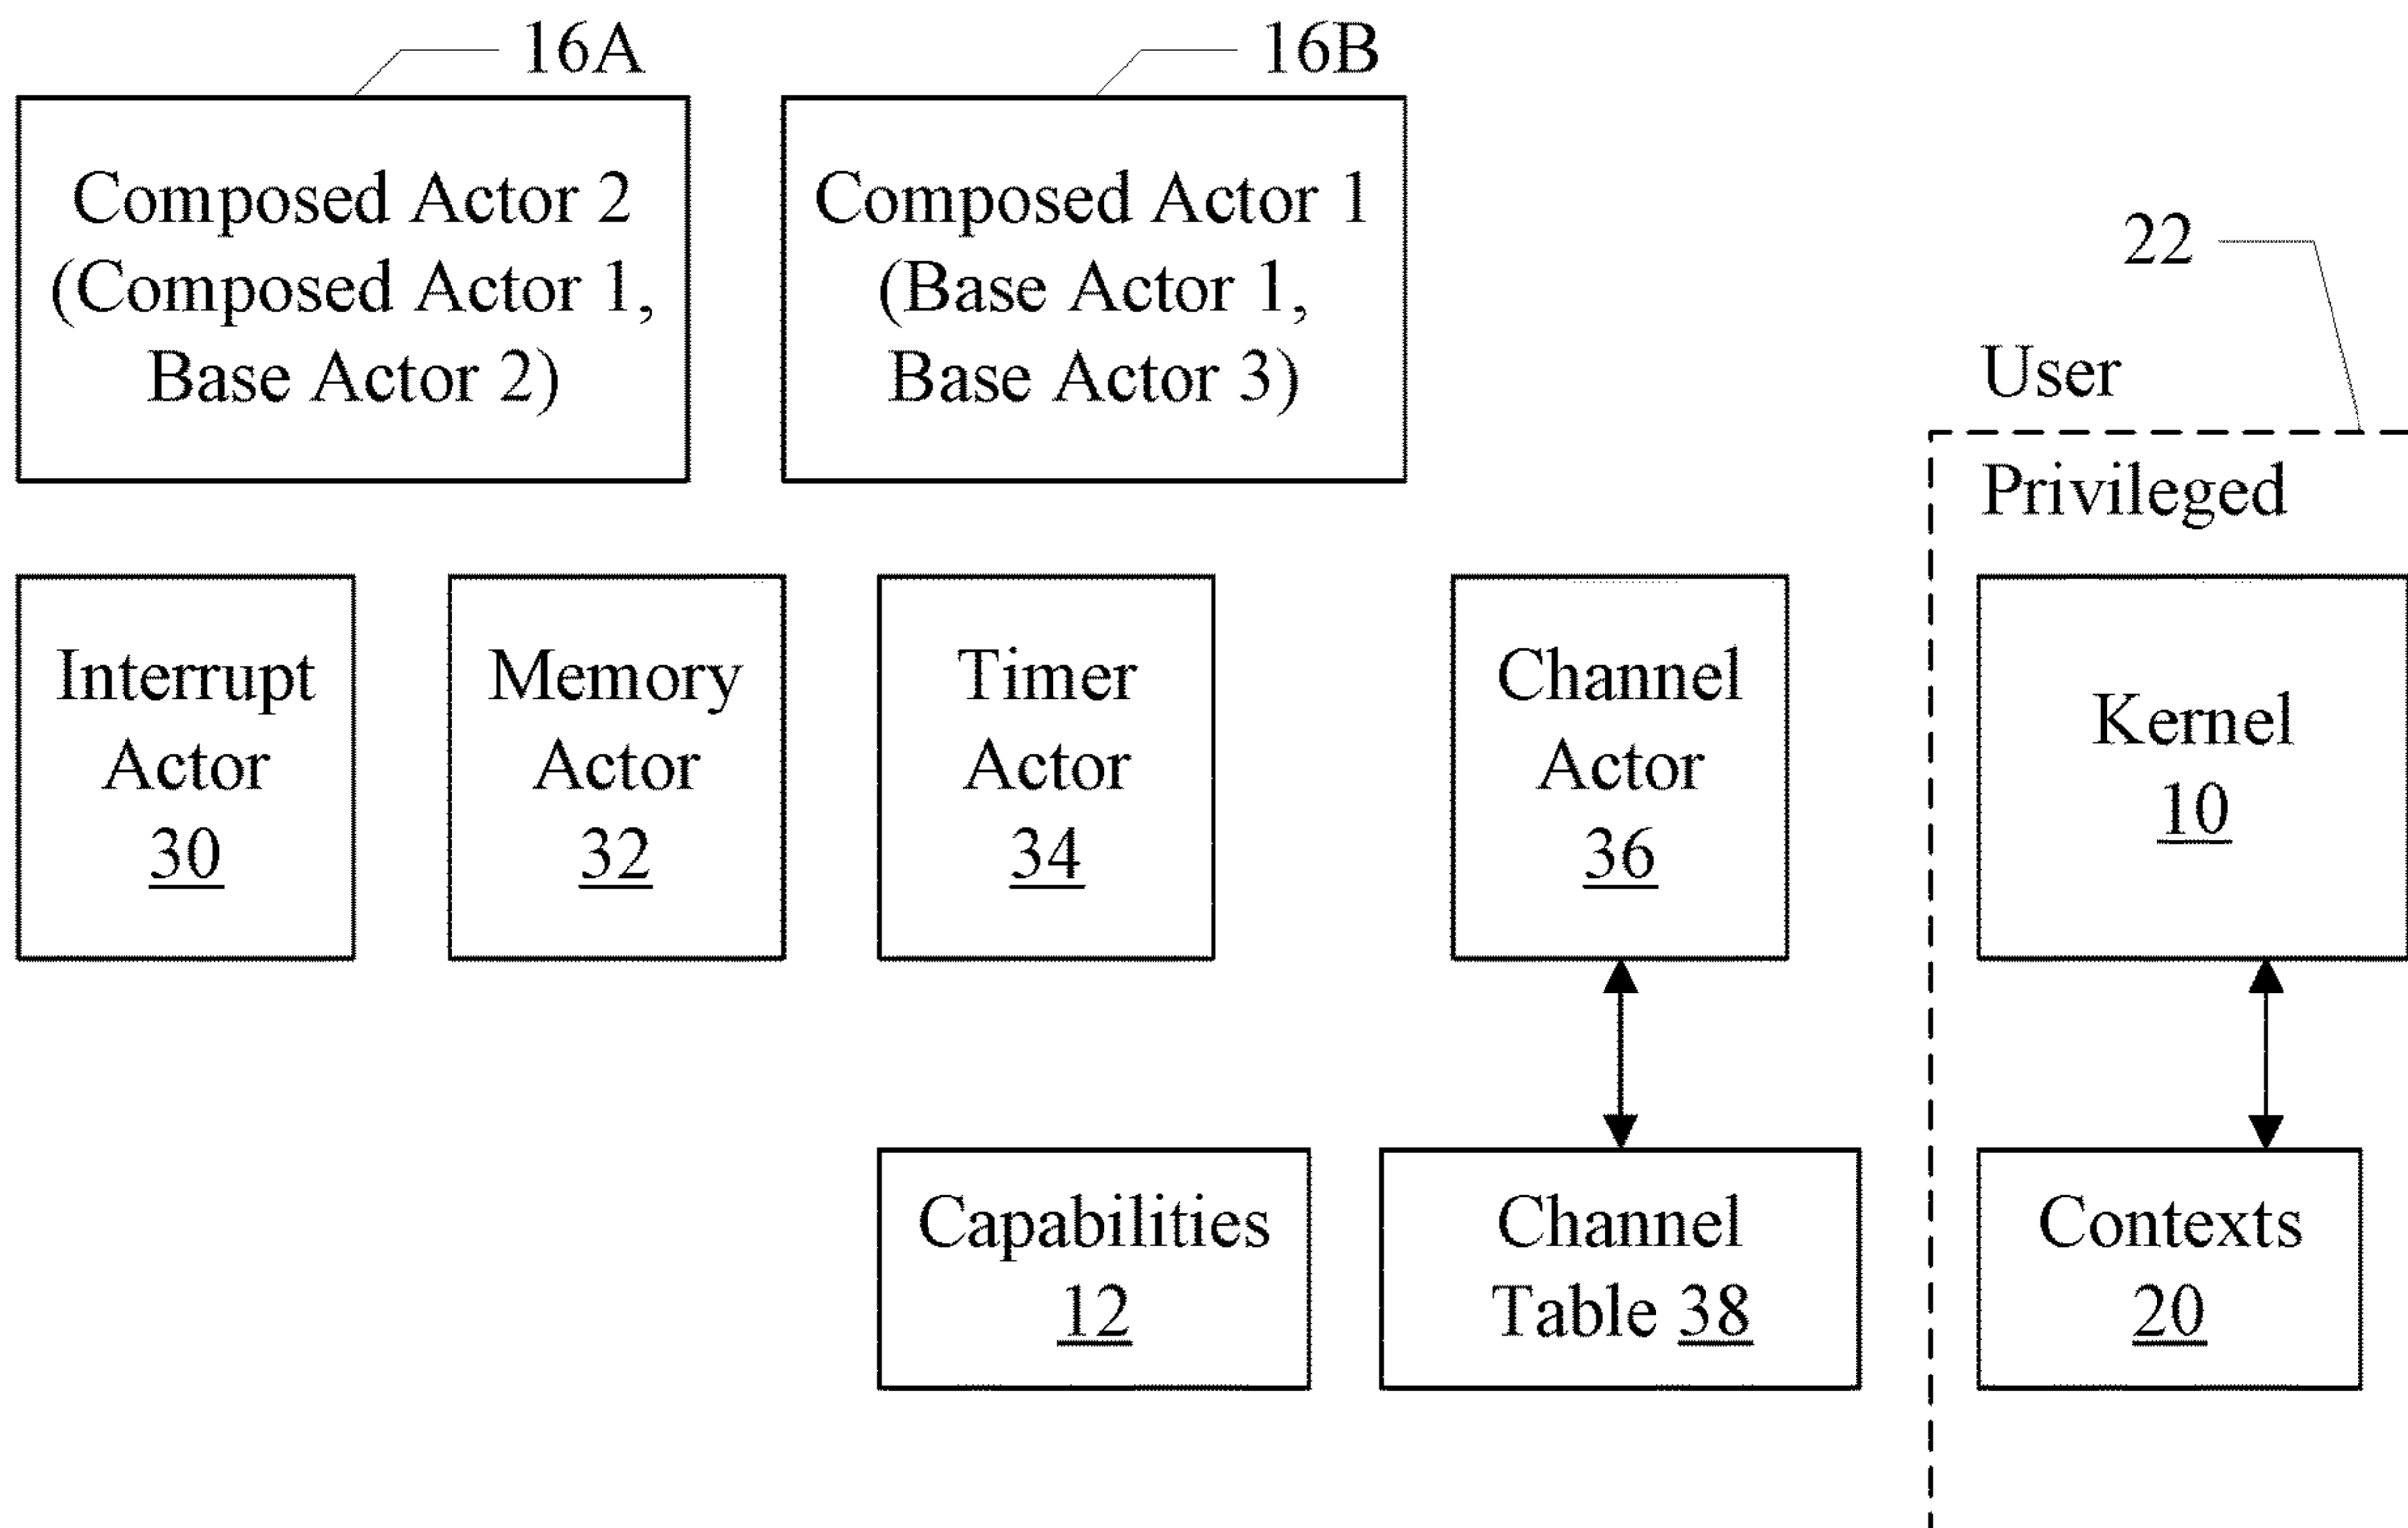 16A
16B
Composed Actor 2
(Composed Actor 1,
Base Actor 2)
Composed Actor 1
(Base Actor 1,
Base Actor 3)
22
User
Privileged
Interrupt
Actor
30
Memory
Actor
32
Timer
Actor
34
Channel
Actor
36
Kernel
10
Capabilities
12
Channel
Table 38
Contexts
20